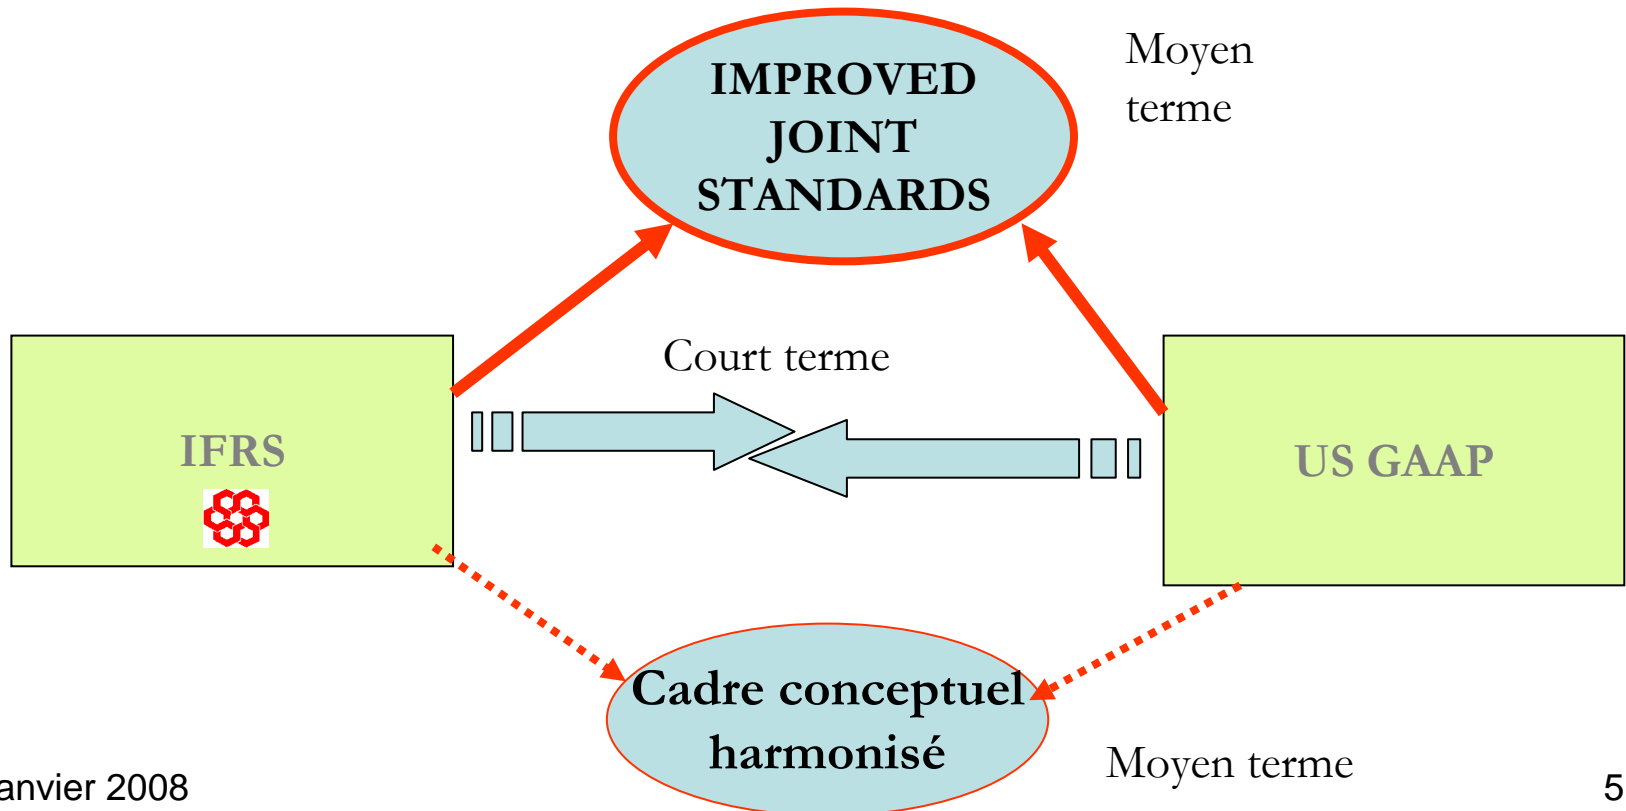 IMPROVED
JOINT
STANDARDS
Moyen
terme
Court terme
IFRS
US GAAP
Cadre conceptuel
harmonisé
Moyen terme
anvier 2008
5